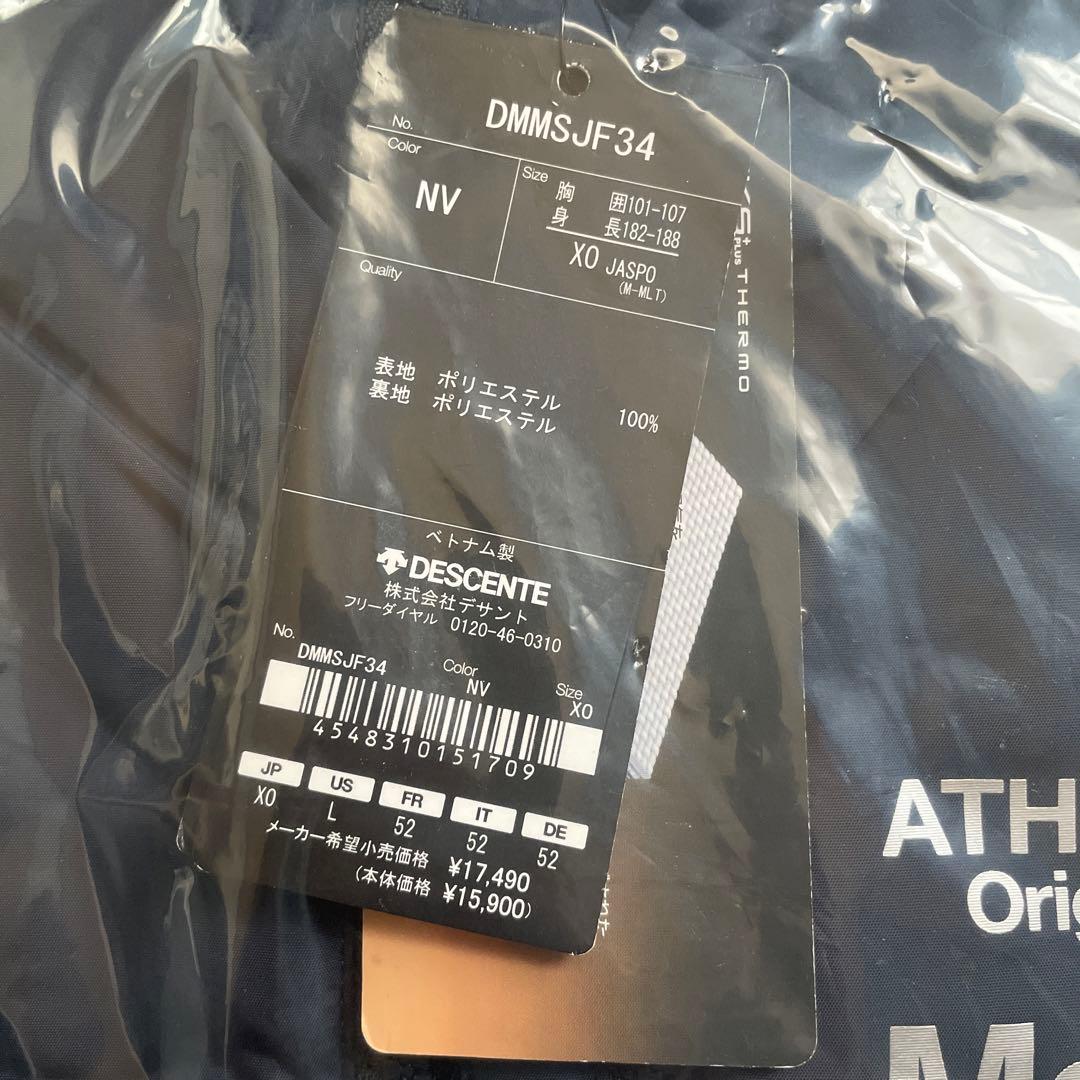 No. DMMSJF34
Color
NV
Size
胸 囲101-107
身 長182-188
XO JASPO
(M-MLT)
Quality
表地 ポリエステル
裏地 ポリエステル 100%
ベトナム製
DESCENTE
株式会社デサント
フリーダイヤル 0120-46-0310
No. DMMSJF34
Color NV
Size XO
4548310151709
JP US FR IT DE
XO L 52 52 52
メーカー希望小売価格 ¥17,490
(本体価格 ¥15,900)
PLUS THERMO
ATH
Orig